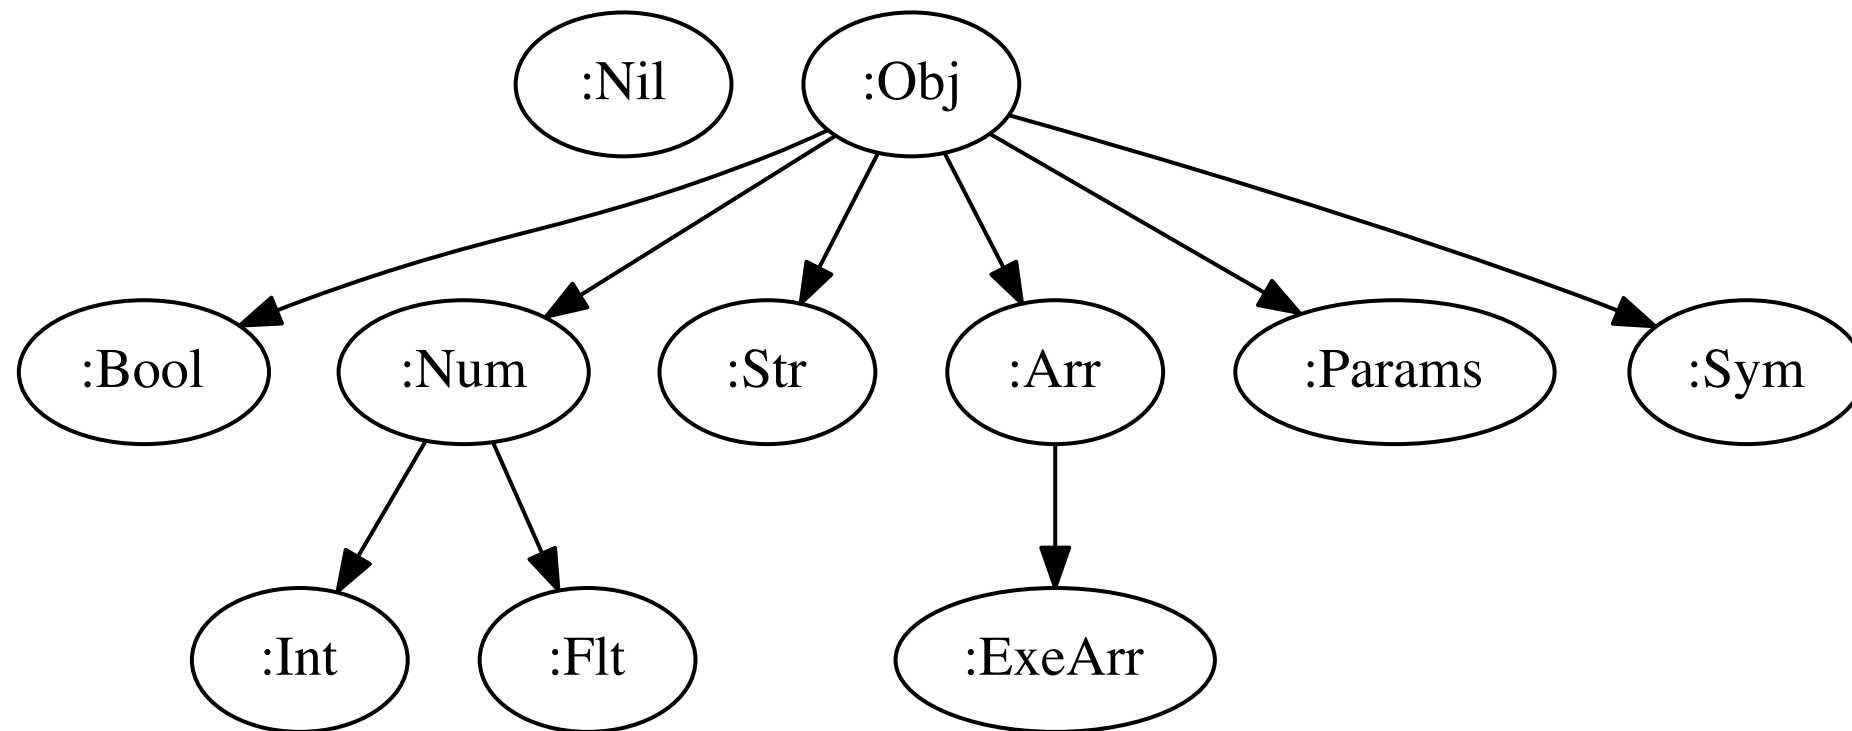 :Nil
:Obj
:Bool
:Num
:Str
:Arr
:Params
:Sym
:Int
:Flt
:ExeArr